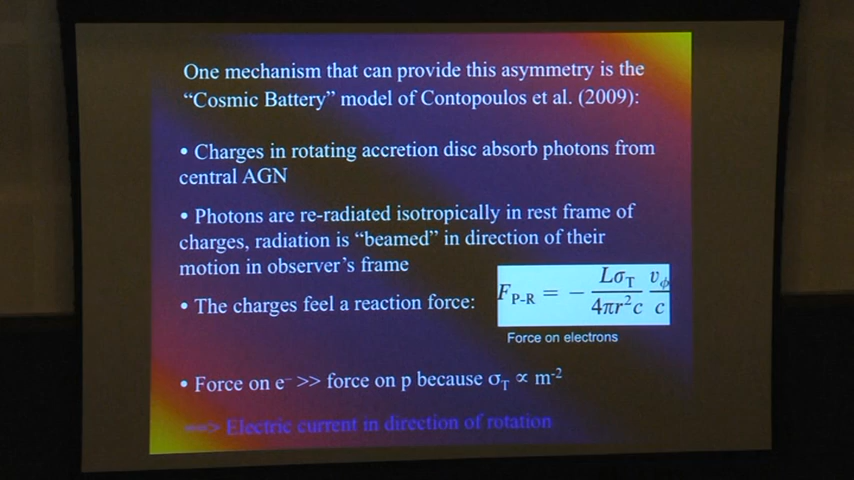 One mechanism that can provide this asymmetry is the
“Cosmic Battery” model of Contopoulos et al. (2009):
• Charges in rotating accretion disc absorb photons from
central AGN
• Photons are re-radiated isotropically in rest frame of
charges, radiation is “beamed” in direction of their
motion in observer’s frame
• The charges feel a reaction force:
F_P-R = − Lσ_T / 4πr²c v_ϕ / c
Force on electrons
• Force on e⁻ >> force on p because σ_T ∝ m⁻²
==> Electric current in direction of rotation